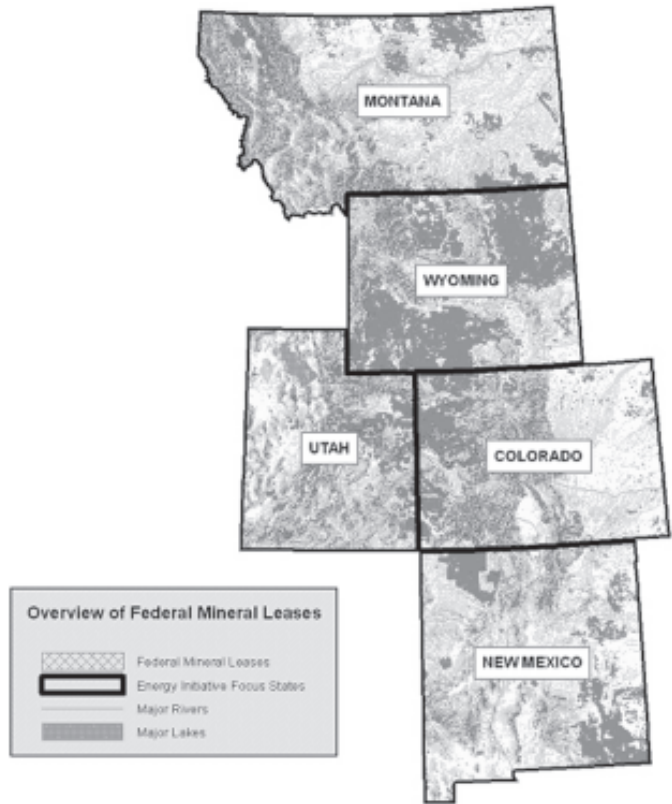 MONTANA
WYOMING
UTAH
COLORADO
NEW MEXICO
Overview of Federal Mineral Leases
Federal Mineral Leases
Energy Initiative Focus States
Major Rivers
Major Lakes